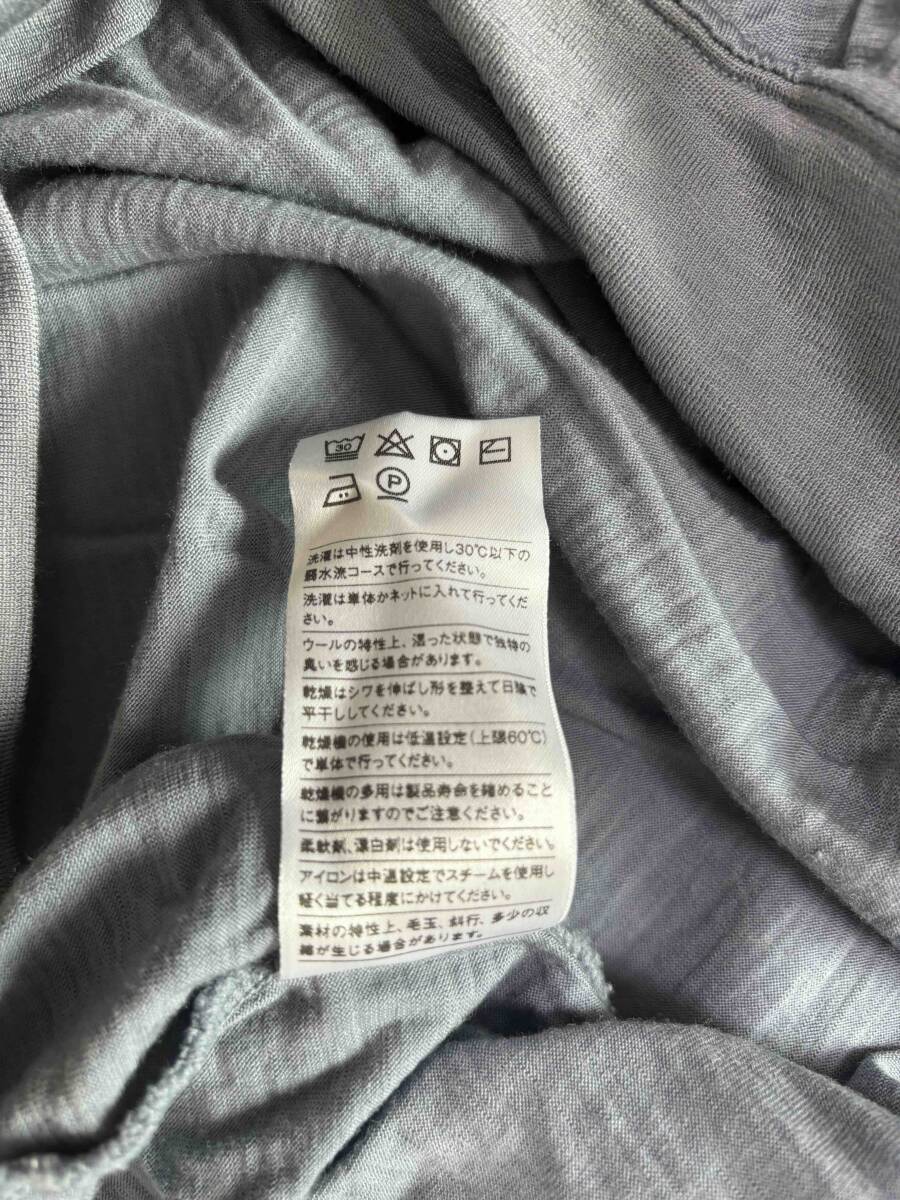 30
P
洗濯は中性洗剤を使用し30℃以下の
弱水流コースで行ってください。
洗濯は単体かネットに入れて行ってくだ
さい。
ウールの特性上、湿った状態で独特の
臭いを感じる場合があります。
乾燥はシワを伸ばし形を整えて日陰で
平干ししてください。
乾燥機の使用は低温設定(上限60℃)
で単体で行ってください。
乾燥機の多用は製品寿命を縮めること
に繋がりますのでご注意ください。
柔軟剤、漂白剤は使用しないでください。
アイロンは中温設定でスチームを使用し
軽く当てる程度にかけてください。
素材の特性上、毛玉、斜行、多少の収
縮が生じる場合があります。